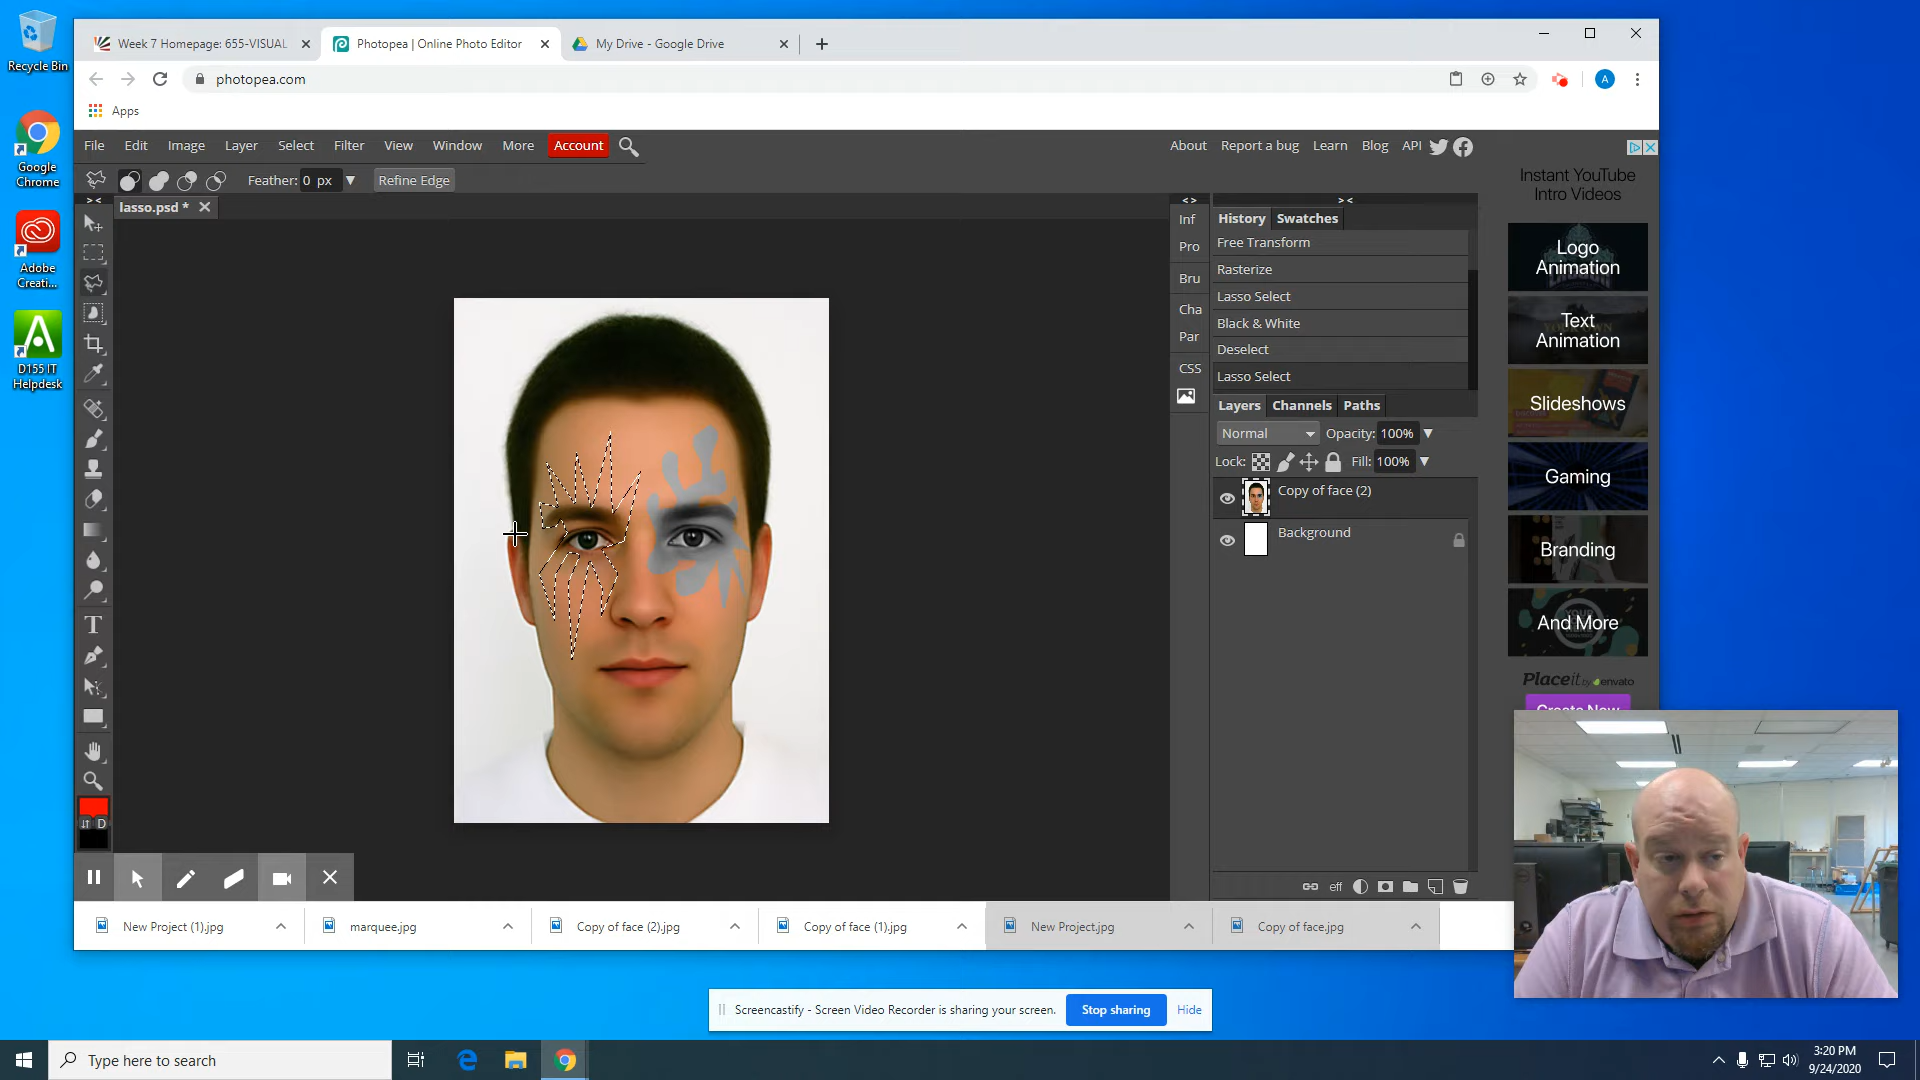 Recycle Bin
Google
Chrome
Adobe
Creati...
D155 IT
Helpdesk
Week 7 Homepage: 655-VISUAL
Photopea | Online Photo Editor
My Drive - Google Drive
photopea.com
A
Apps
File Edit Image Layer Select Filter View Window More Account
About Report a bug Learn Blog API
Feather: 0 px Refine Edge
lasso.psd *
Inf
Pro
Bru
Cha
Par
CSS
History Swatches
Free Transform
Rasterize
Lasso Select
Black & White
Deselect
Lasso Select
Layers Channels Paths
Normal Opacity: 100%
Lock: Fill: 100%
Copy of face (2)
Background
eff
T
D
Instant YouTube
Intro Videos
Logo
Animation
Text
Animation
Slideshows
Gaming
Branding
And More
Placeit by envato
Create Now
New Project (1).jpg
marquee.jpg
Copy of face (2).jpg
Copy of face (1).jpg
New Project.jpg
Copy of face.jpg
Screencastify - Screen Video Recorder is sharing your screen. Stop sharing Hide
Type here to search
3:20 PM
9/24/2020